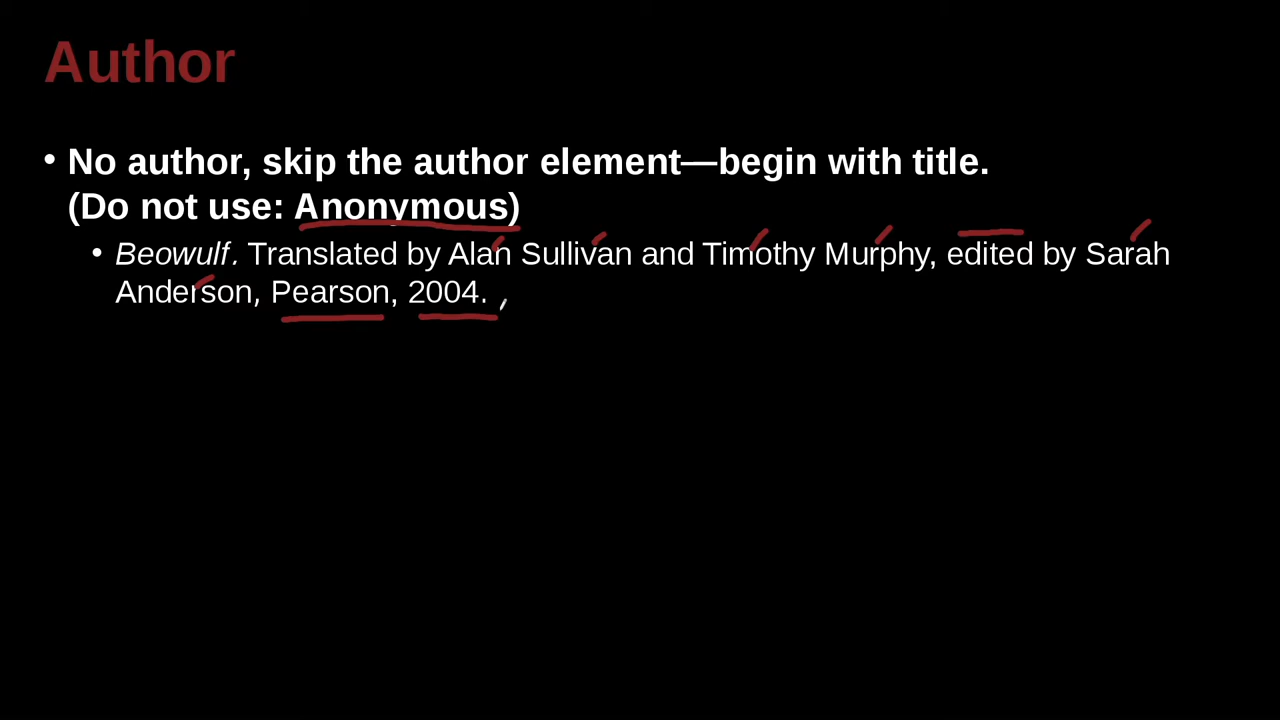 Author
• No author, skip the author element—begin with title.
(Do not use: Anonymous)
• Beowulf. Translated by Alan Sullivan and Timothy Murphy, edited by Sarah
Anderson, Pearson, 2004.